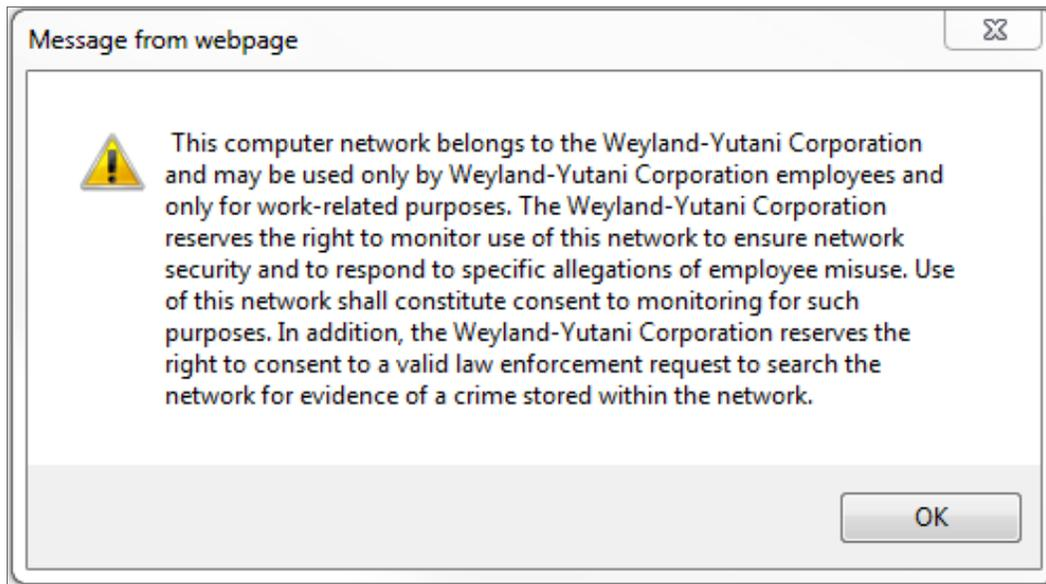 Message from webpage
This computer network belongs to the Weyland-Yutani Corporation
and may be used only by Weyland-Yutani Corporation employees and
only for work-related purposes. The Weyland-Yutani Corporation
reserves the right to monitor use of this network to ensure network
security and to respond to specific allegations of employee misuse. Use
of this network shall constitute consent to monitoring for such
purposes. In addition, the Weyland-Yutani Corporation reserves the
right to consent to a valid law enforcement request to search the
network for evidence of a crime stored within the network.
OK